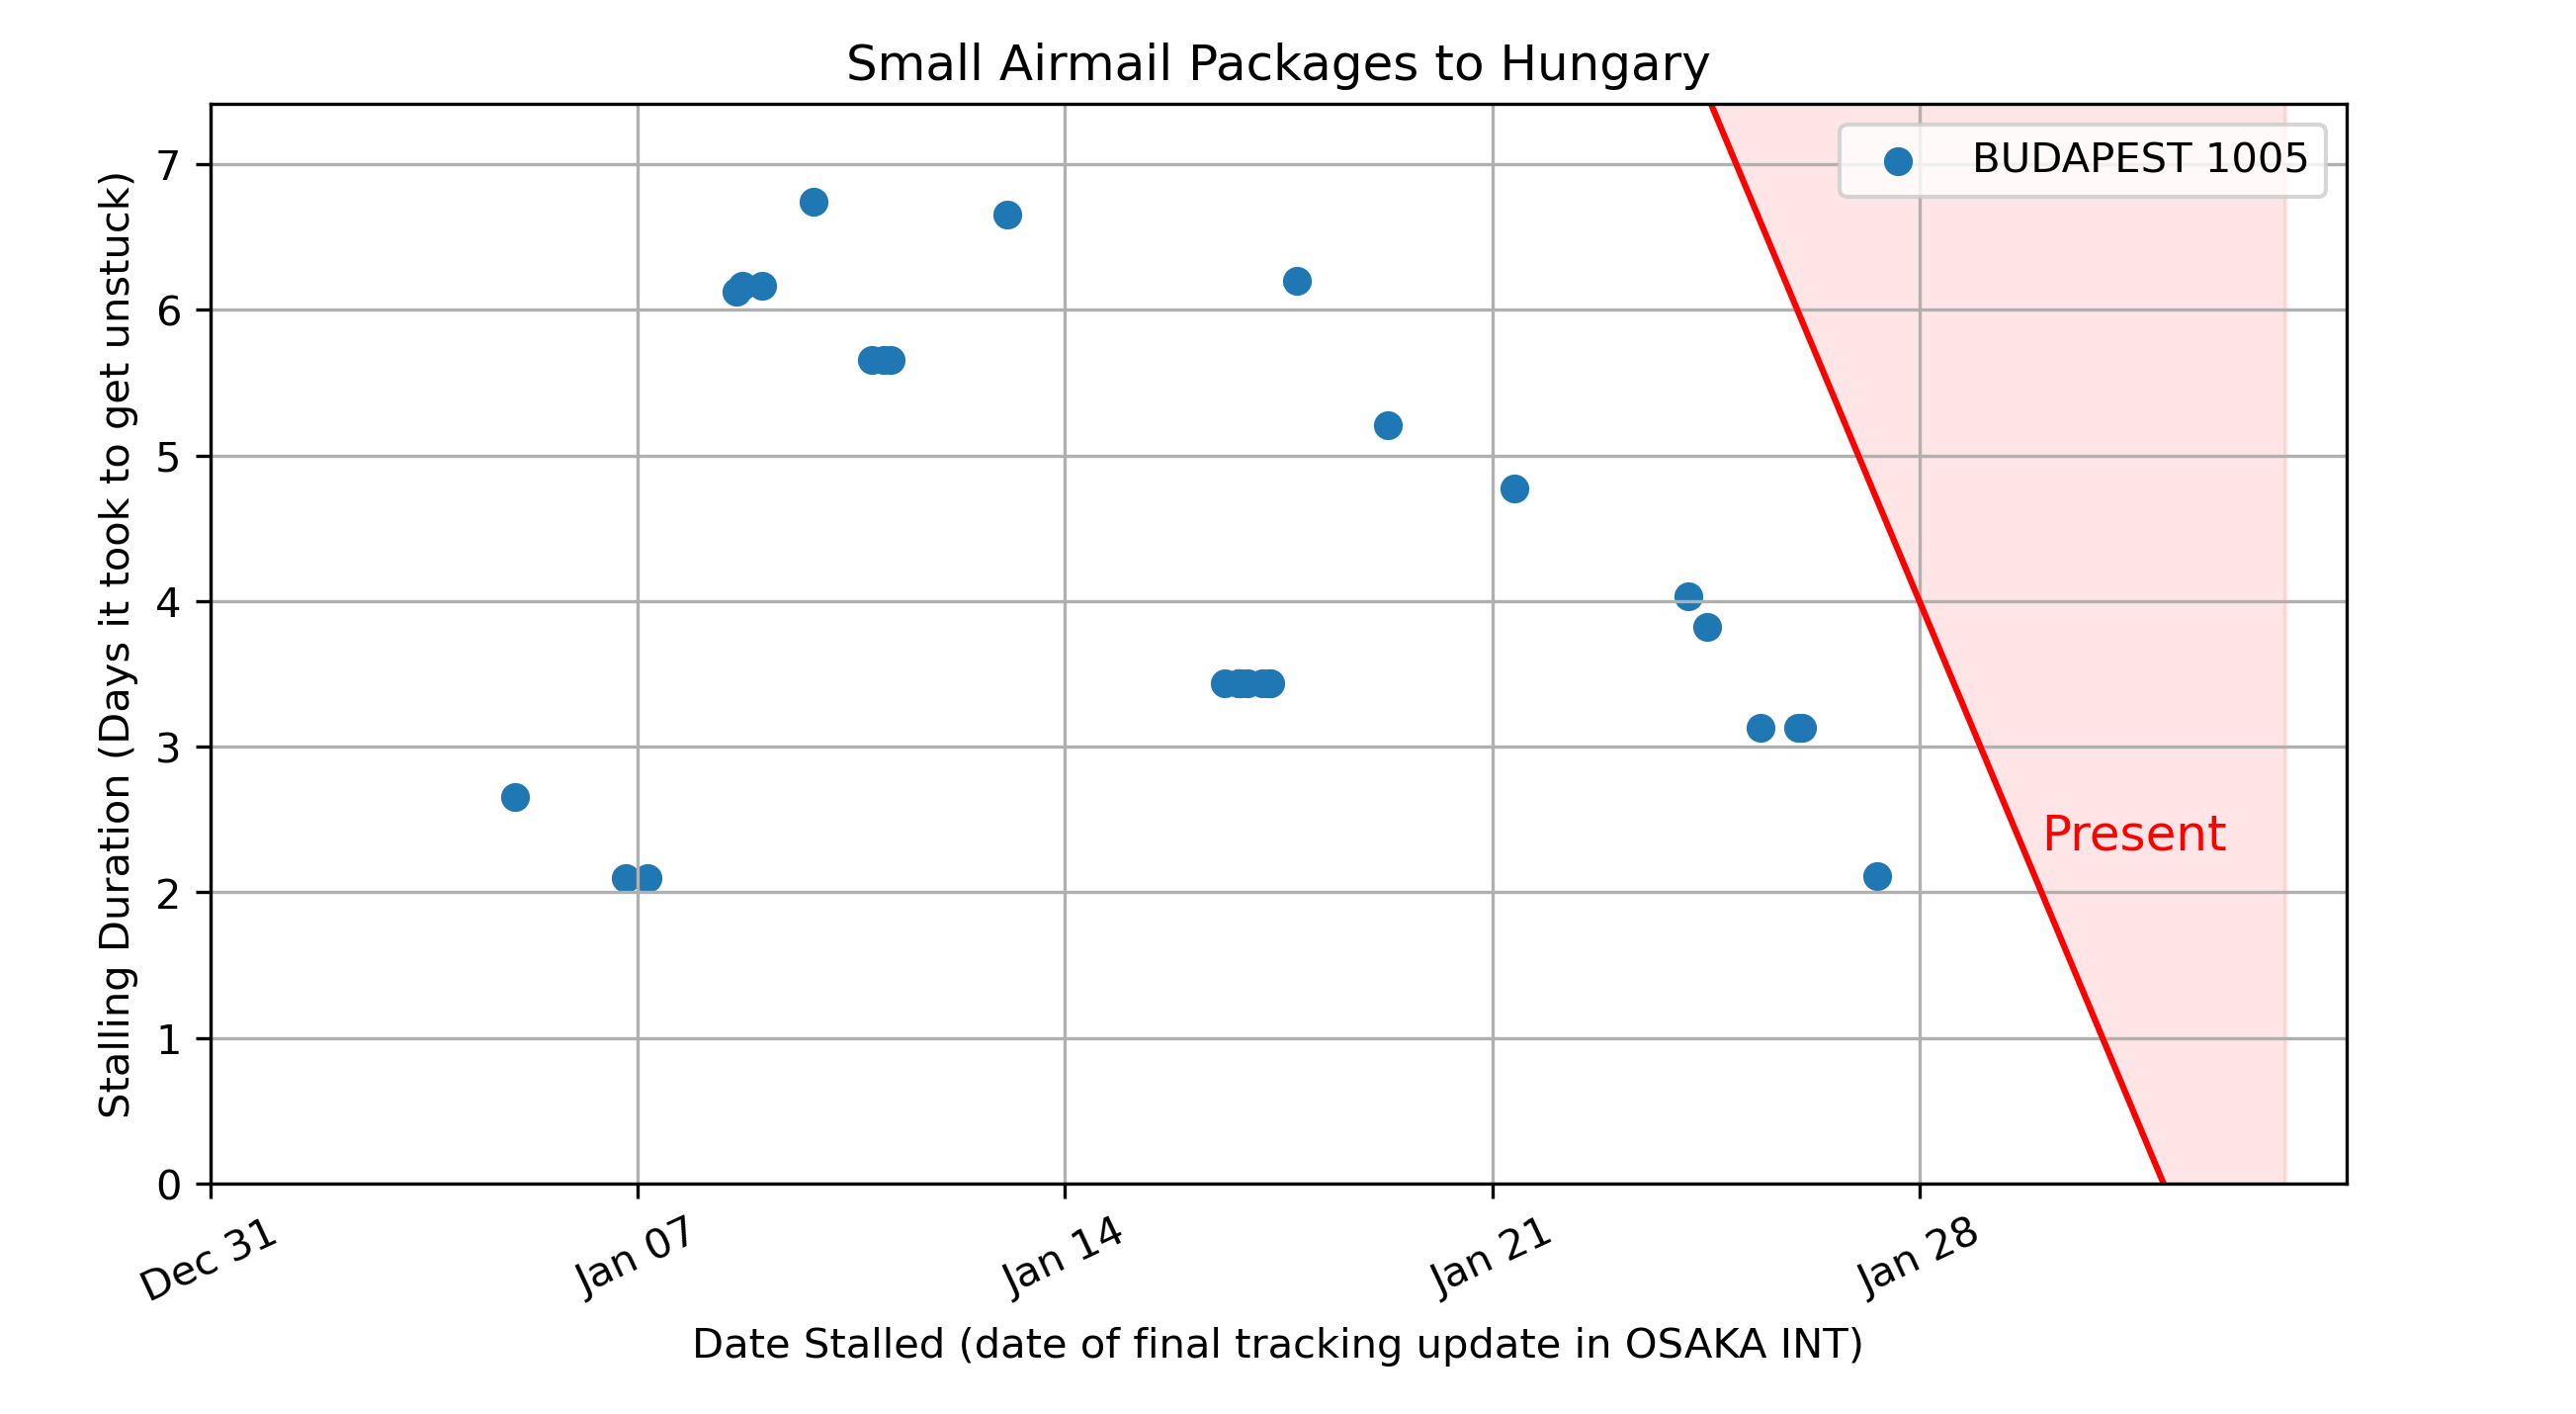 Small Airmail Packages to Hungary
BUDAPEST 1005
Stalling Duration (Days it took to get unstuck)
7
6
5
4
3
2
1
0
Present
Dec 31
Jan 07
Jan 14
Jan 21
Jan 28
Date Stalled (date of final tracking update in OSAKA INT)